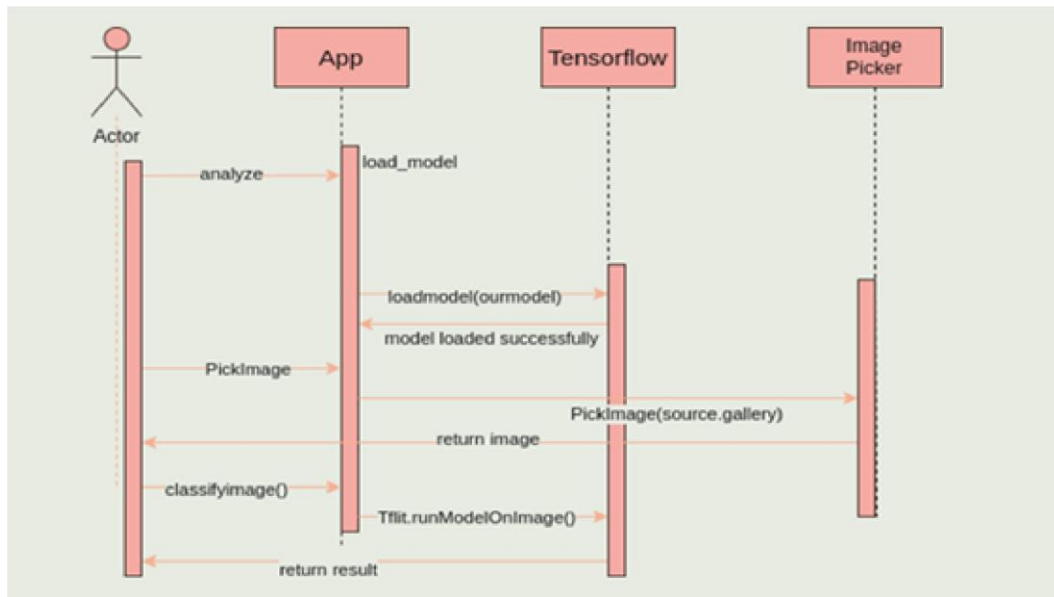 App
Tensorflow
Image
Picker
Actor
load_model
analyze
loadmodel(ourmodel)
model loaded successfully
PickImage
PickImage(source.gallery)
return image
classifyimage()
Tflit.runModelOnImage()
return result